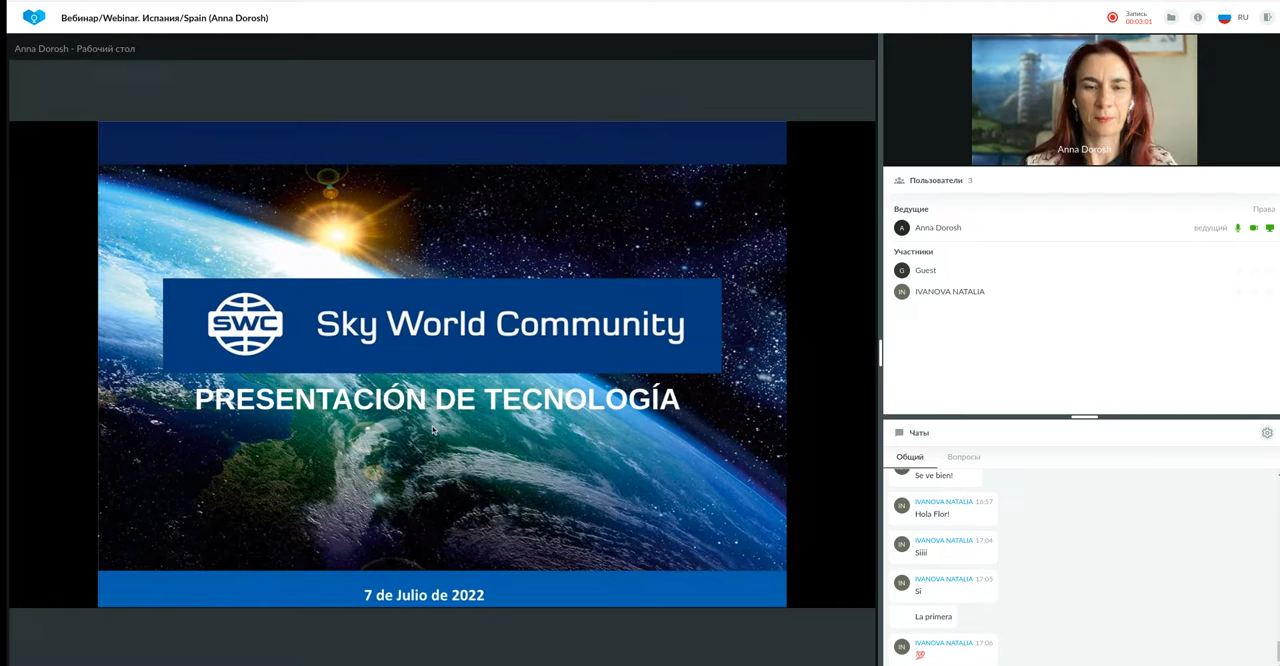 Вебинар/Webinar. Испания/Spain (Anna Dorosh)
Запись
00:03:01
RU
Anna Dorosh - Рабочий стол
SWC Sky World Community
PRESENTACIÓN DE TECNOLOGÍA
7 de Julio de 2022
Anna Dorosh
Пользователи 3
Ведущие Права
A Anna Dorosh ведущий
Участники
G Guest
IN IVANOVA NATALIA
Чаты
Общий Вопросы
Se ve bien!
IN IVANOVA NATALIA 16:57
Hola Flor!
IN IVANOVA NATALIA 17:04
Siiii
IN IVANOVA NATALIA 17:05
Si
La primera
IN IVANOVA NATALIA 17:06
💯